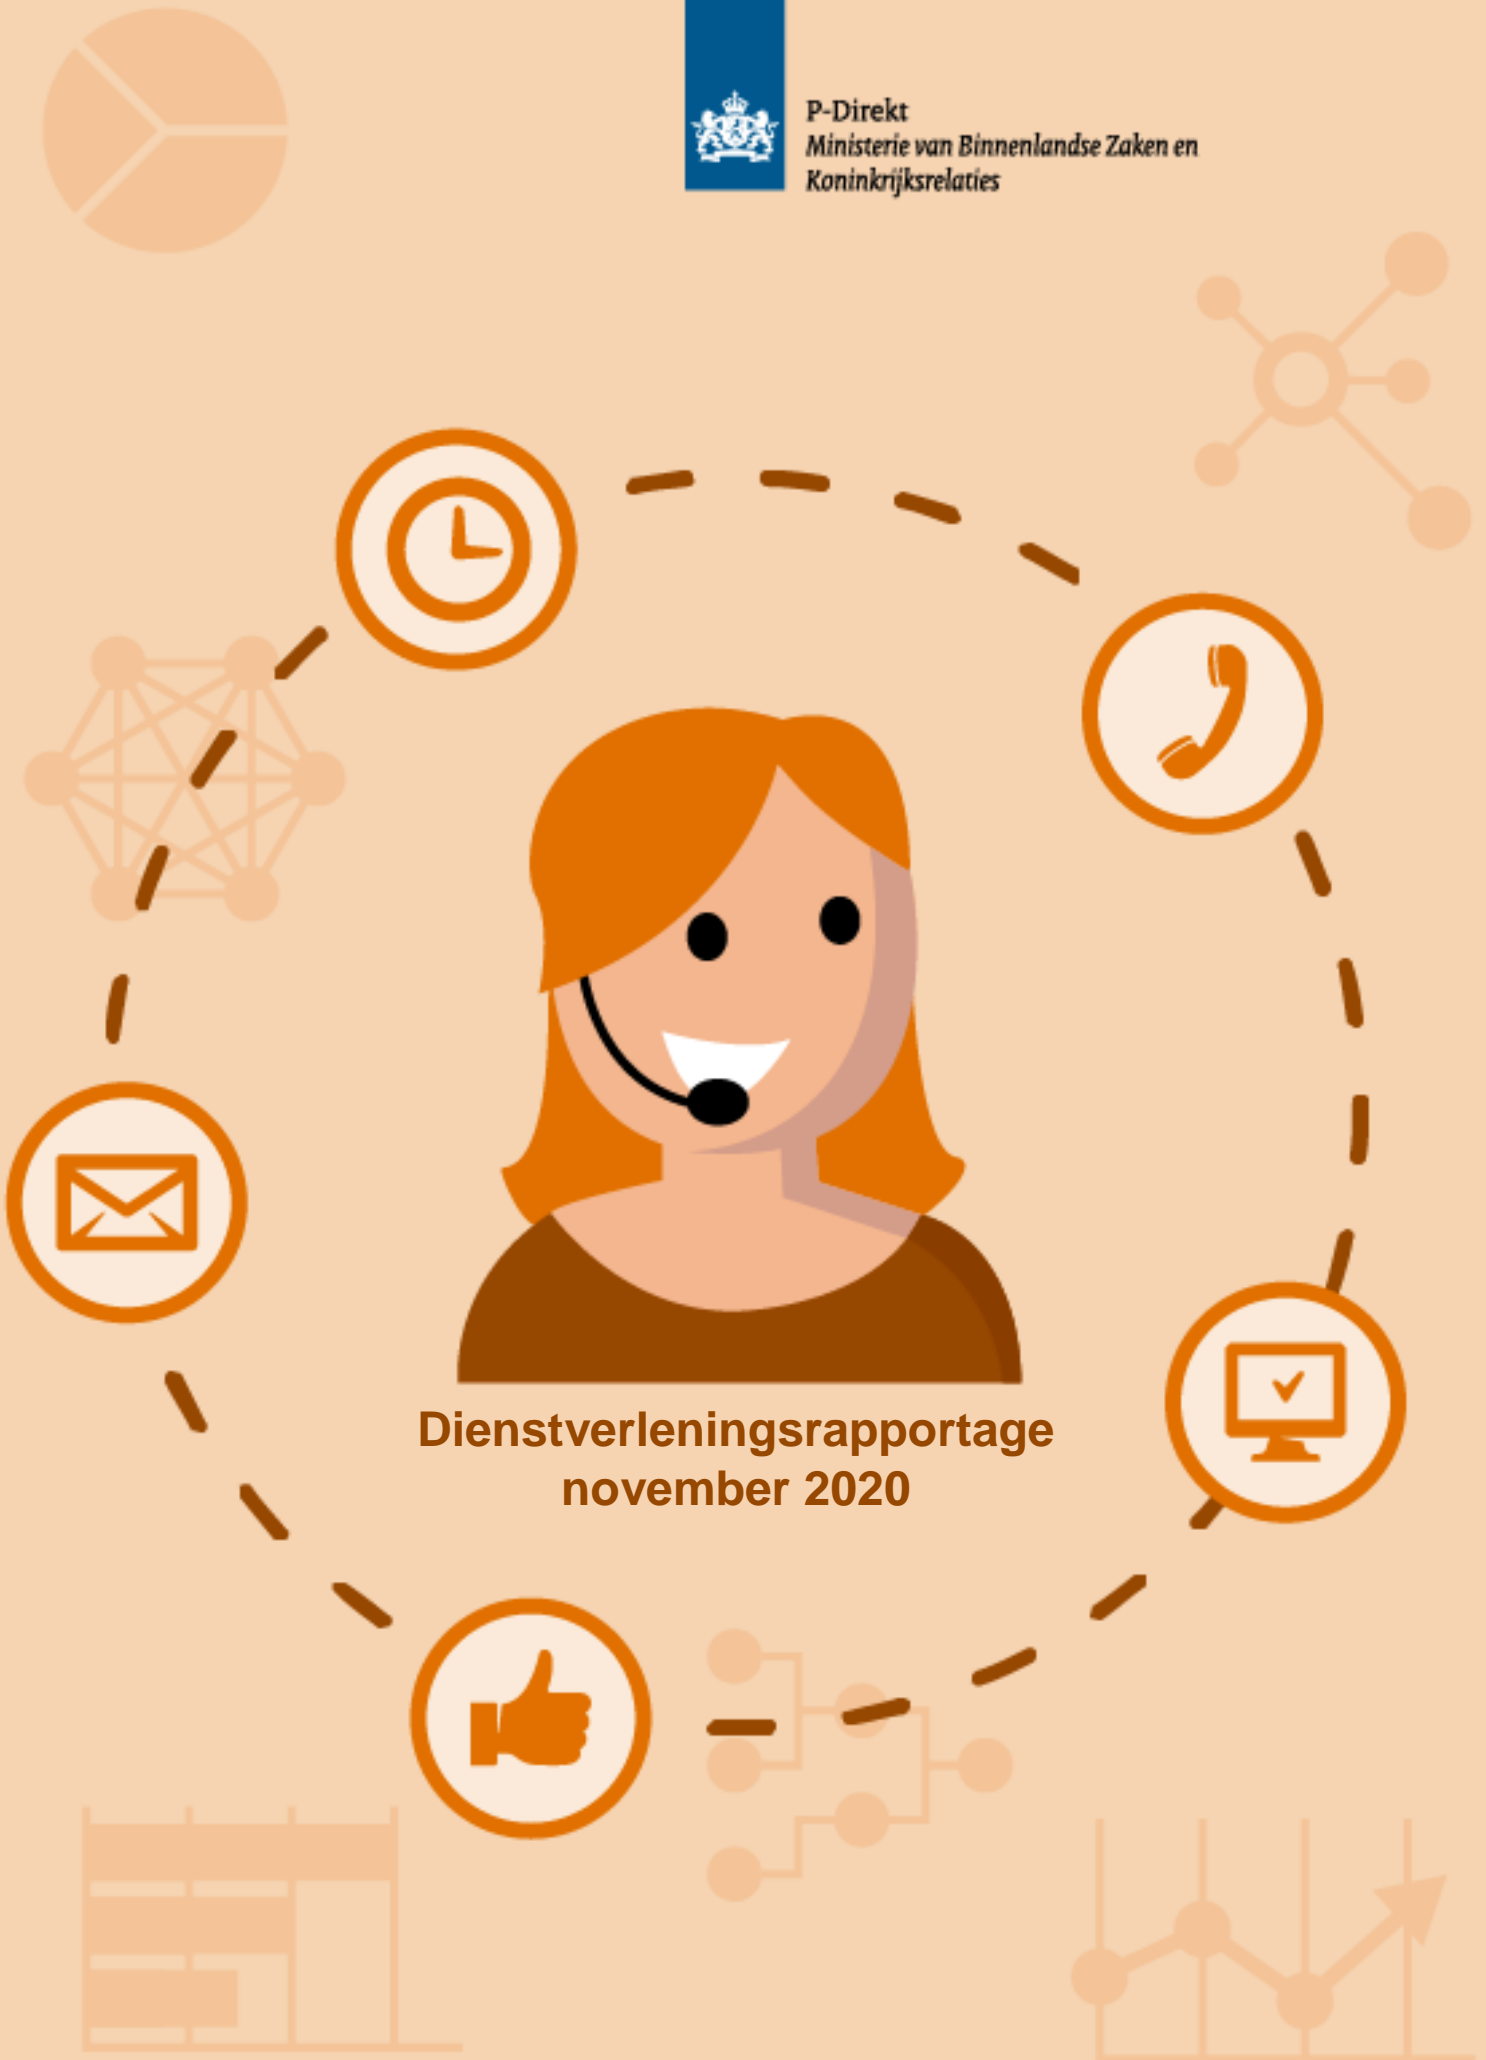 P-Direkt
Ministerie van Binnenlandse Zaken en
Koninkrijksrelaties
Dienstverleningsrapportage
november 2020